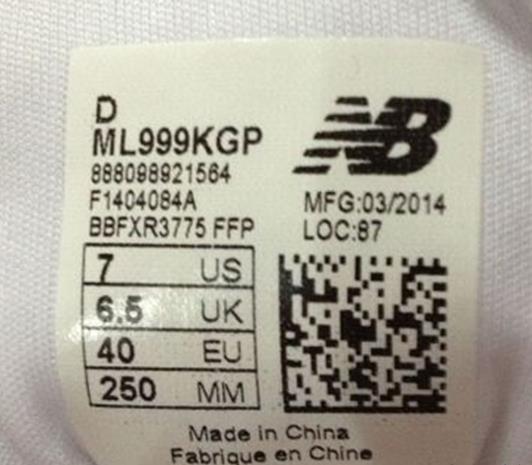 D
ML999KGP
NB
888098921564
F1404084A
MFG:03/2014
BBFXR3775 FFP
LOC:87
7 US
6.5 UK
40 EU
250 MM
Made in China
Fabrique en Chine